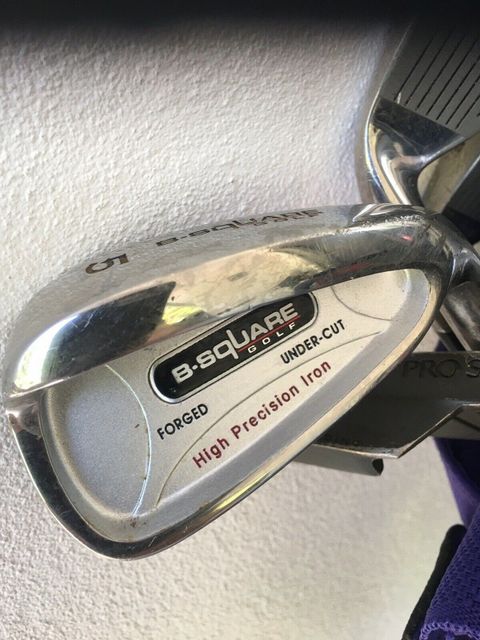 5 B-SQUARE
B-SQUARE
GOLF
FORGED UNDER-CUT
High Precision Iron
PRO S